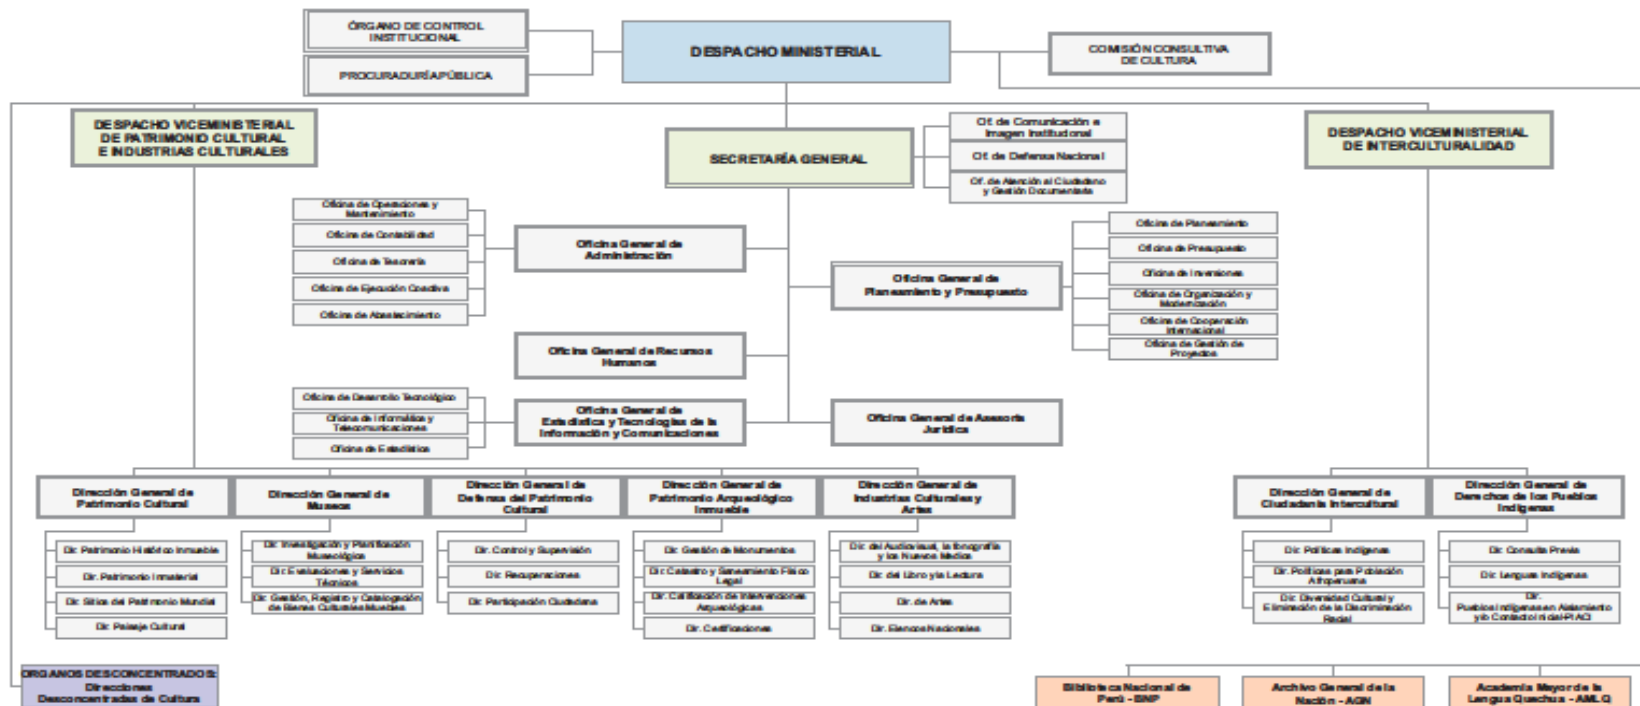 ÓRGANO DE CONTROL
INSTITUCIONAL
PROCURADURÍA PÚBLICA
DESPACHO MINISTERIAL
COMISIÓN CONSULTIVA
DE CULTURA
DESPACHO VICEMINISTERIAL
DE PATRIMONIO CULTURAL
E INDUSTRIAS CULTURALES
SECRETARÍA GENERAL
Of. de Comunicación e
Imagen Institucional
Of. de Defensa Nacional
Of. de Atención al Ciudadano
y Gestión Documentaria
DESPACHO VICEMINISTERIAL
DE INTERCULTURALIDAD
Oficina de Operaciones y
Mantenimiento
Oficina de Contabilidad
Oficina de Tesorería
Oficina de Ejecución Coactiva
Oficina de Abastecimiento
Oficina General de
Administración
Oficina General de
Planeamiento y Presupuesto
Oficina de Planeamiento
Oficina de Presupuesto
Oficina de Inversiones
Oficina de Organización y
Modernización
Oficina de Cooperación
Internacional
Oficina de Gestión de
Proyectos
Oficina General de Recursos
Humanos
Oficina de Desarrollo Tecnológico
Oficina de Informática y
Telecomunicaciones
Oficina de Estadística
Oficina General de
Estadística y Tecnologías de la
Información y Comunicaciones
Oficina General de Asesoría
Jurídica
Dirección General de
Patrimonio Cultural
Dirección General de
Museos
Dirección General de
Defensa del Patrimonio
Cultural
Dirección General de
Patrimonio Arqueológico
Inmueble
Dirección General de
Industrias Culturales y
Artes
Dirección General de
Ciudadanía Intercultural
Dirección General de
Derechos de los Pueblos
Indígenas
Dir. Patrimonio Histórico Inmueble
Dir. Patrimonio Inmaterial
Dir. Sitios del Patrimonio Mundial
Dir. Paisaje Cultural
Dir. Investigación y Planificación
Museológica
Dir. Evaluaciones y Servicios
Técnicos
Dir. Gestión, Registro y Catalogación
de Bienes Culturales Muebles
Dir. Control y Supervisión
Dir. Recuperaciones
Dir. Participación Ciudadana
Dir. Gestión de Monumentos
Dir. Catastro y Saneamiento Físico
Legal
Dir. Calificación de Intervenciones
Arqueológicas
Dir. Certificaciones
Dir. del Audiovisual, la fonografía
y los Nuevos Medios
Dir. del Libro y la Lectura
Dir. de Artes
Dir. Elencos Nacionales
Dir. Políticas Indígenas
Dir. Políticas para Población
Afroperuana
Dir. Diversidad Cultural y
Eliminación de la Discriminación
Racial
Dir. Consulta Previa
Dir. Lenguas Indígenas
Dir.
Pueblos Indígenas en Aislamiento
y/o Contacto Inicial-PIACI
ORGANOS DESCONCENTRADOS:
Direcciones
Desconcentradas de Cultura
Biblioteca Nacional de
Perú - BNP
Archivo General de la
Nación - AGN
Academia Mayor de la
Lengua Quechua - AMLQ